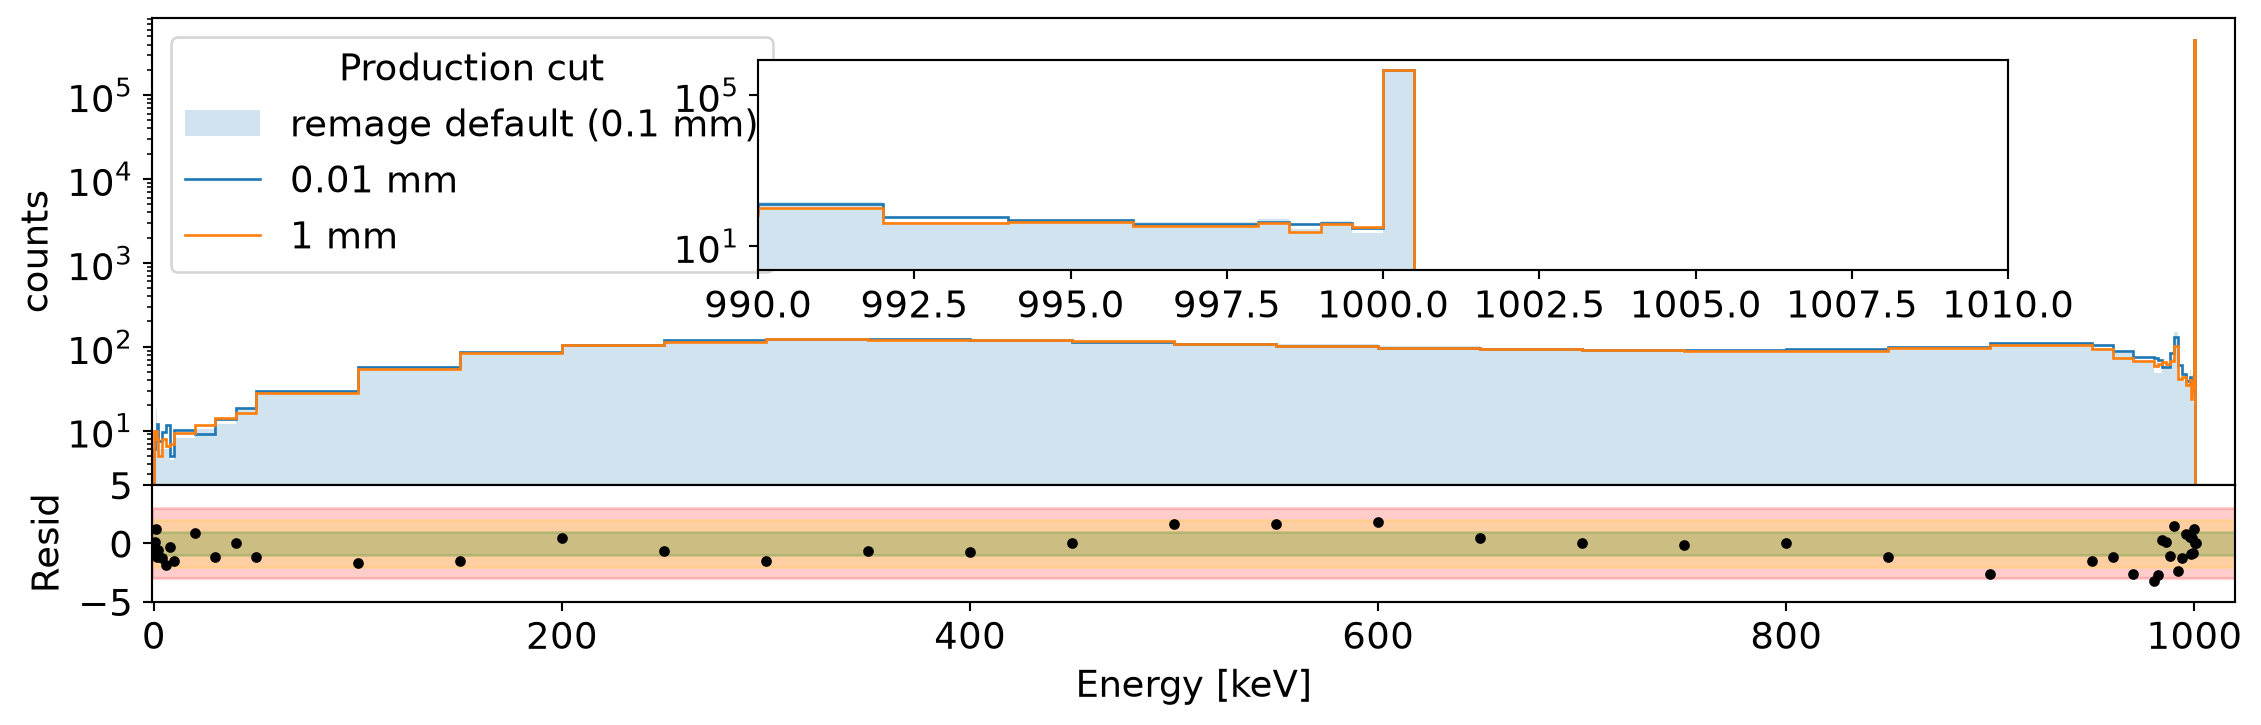 Production cut
remage default (0.1 mm)
0.01 mm
1 mm
counts
10^5
10^4
10^3
10^2
10^1
10^5
10^1
990.0 992.5 995.0 997.5 1000.0 1002.5 1005.0 1007.5 1010.0
Resid
5
0
−5
0 200 400 600 800 1000
Energy [keV]